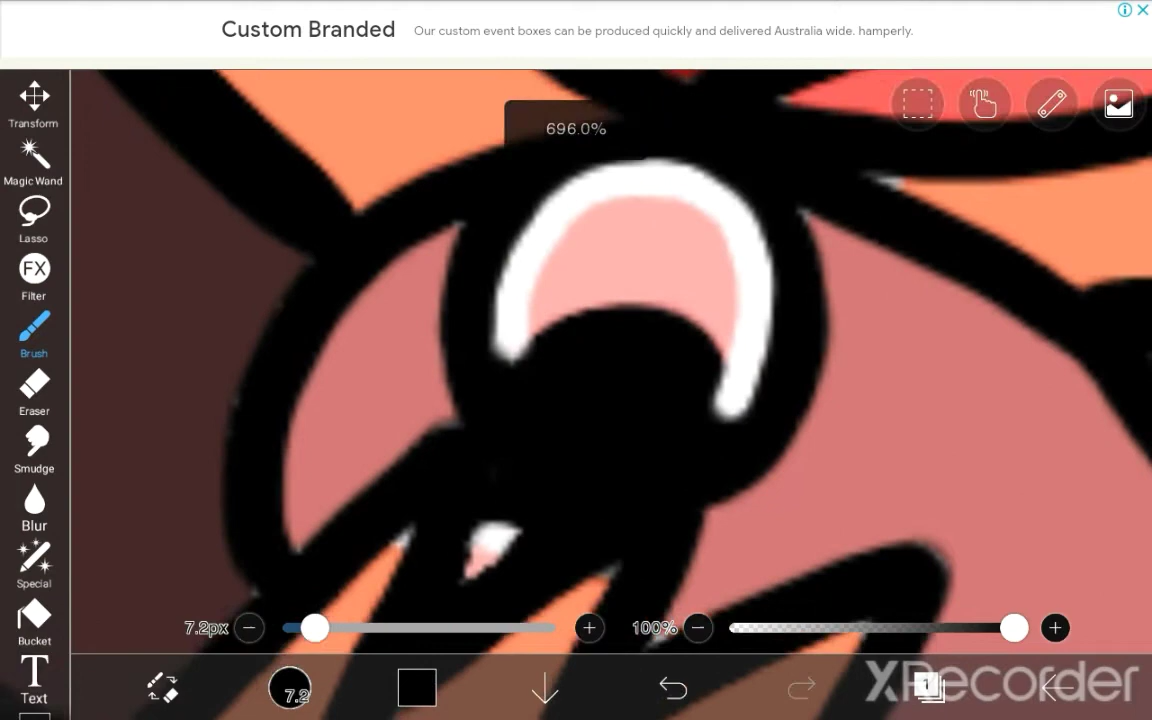 Custom Branded
Our custom event boxes can be produced quickly and delivered Australia wide. hamperly.
696.0%
Transform
Magic Wand
Lasso
FX
Filter
Brush
Eraser
Smudge
Blur
Special
Bucket
Text
7.2px
100%
7.2
1
XRecorder